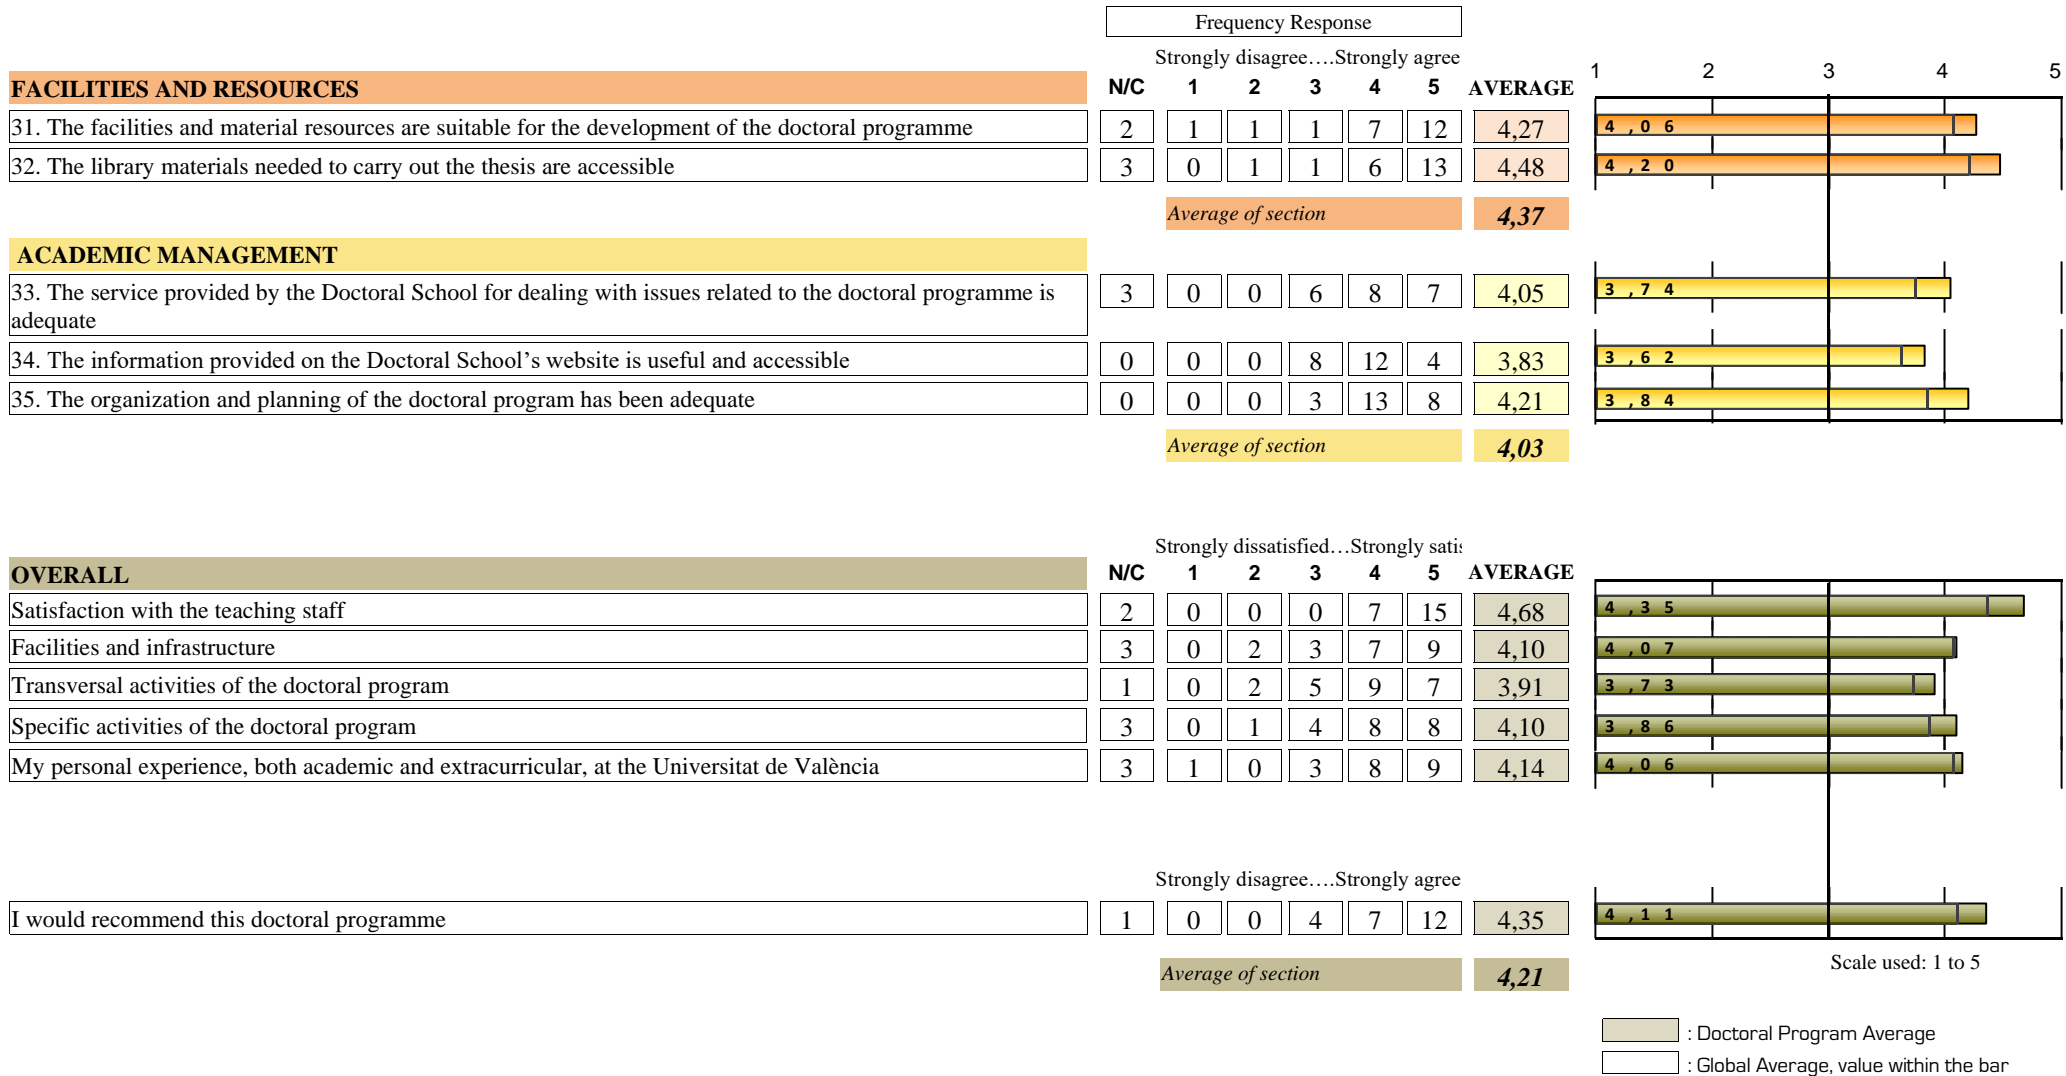 Frequency Response
Strongly disagree….Strongly agree
FACILITIES AND RESOURCES N/C 1 2 3 4 5 AVERAGE 1 2 3 4 5
31. The facilities and material resources are suitable for the development of the doctoral programme 2 1 1 1 7 12 4,27 4,06
32. The library materials needed to carry out the thesis are accessible 3 0 1 1 6 13 4,48 4,20
Average of section 4,37
ACADEMIC MANAGEMENT
33. The service provided by the Doctoral School for dealing with issues related to the doctoral programme is 3 0 0 6 8 7 4,05 3,74
adequate
34. The information provided on the Doctoral School’s website is useful and accessible 0 0 0 8 12 4 3,83 3,62
35. The organization and planning of the doctoral program has been adequate 0 0 0 3 13 8 4,21 3,84
Average of section 4,03
Strongly dissatisfied…Strongly satis
OVERALL N/C 1 2 3 4 5 AVERAGE
Satisfaction with the teaching staff 2 0 0 0 7 15 4,68 4,35
Facilities and infrastructure 3 0 2 3 7 9 4,10 4,07
Transversal activities of the doctoral program 1 0 2 5 9 7 3,91 3,73
Specific activities of the doctoral program 3 0 1 4 8 8 4,10 3,86
My personal experience, both academic and extracurricular, at the Universitat de València 3 1 0 3 8 9 4,14 4,06
Strongly disagree….Strongly agree
I would recommend this doctoral programme 1 0 0 4 7 12 4,35 4,11
Average of section 4,21
Scale used: 1 to 5
: Doctoral Program Average
: Global Average, value within the bar